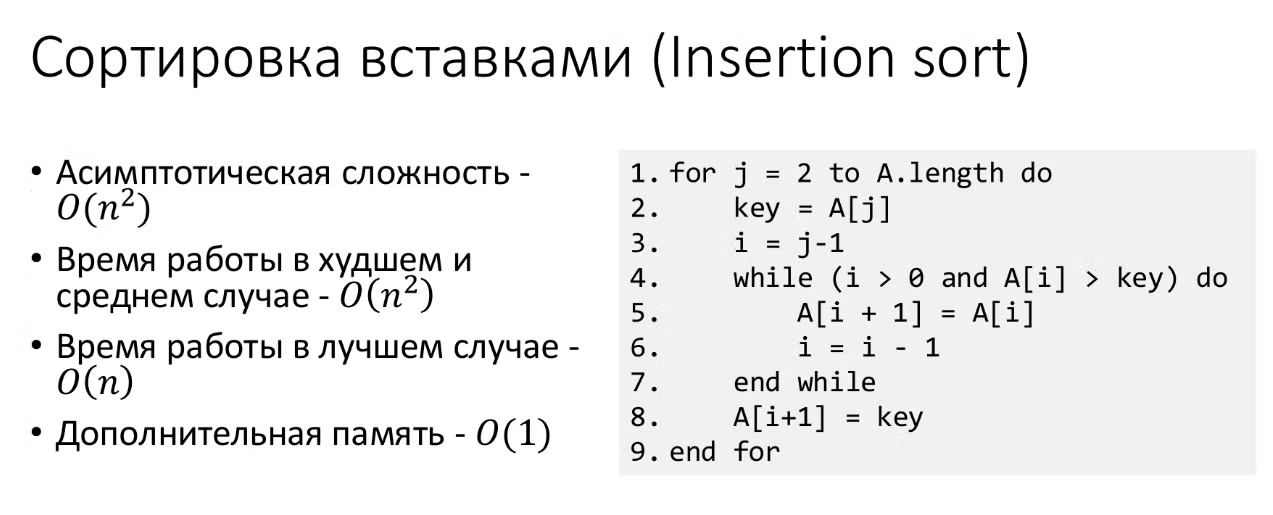 Сортировка вставками (Insertion sort)
• Асимптотическая сложность -
O(n²)
• Время работы в худшем и
среднем случае - O(n²)
• Время работы в лучшем случае -
O(n)
• Дополнительная память - O(1)
1. for j = 2 to A.length do
2.     key = A[j]
3.     i = j-1
4.     while (i > 0 and A[i] > key) do
5.         A[i + 1] = A[i]
6.         i = i - 1
7.     end while
8.     A[i+1] = key
9. end for